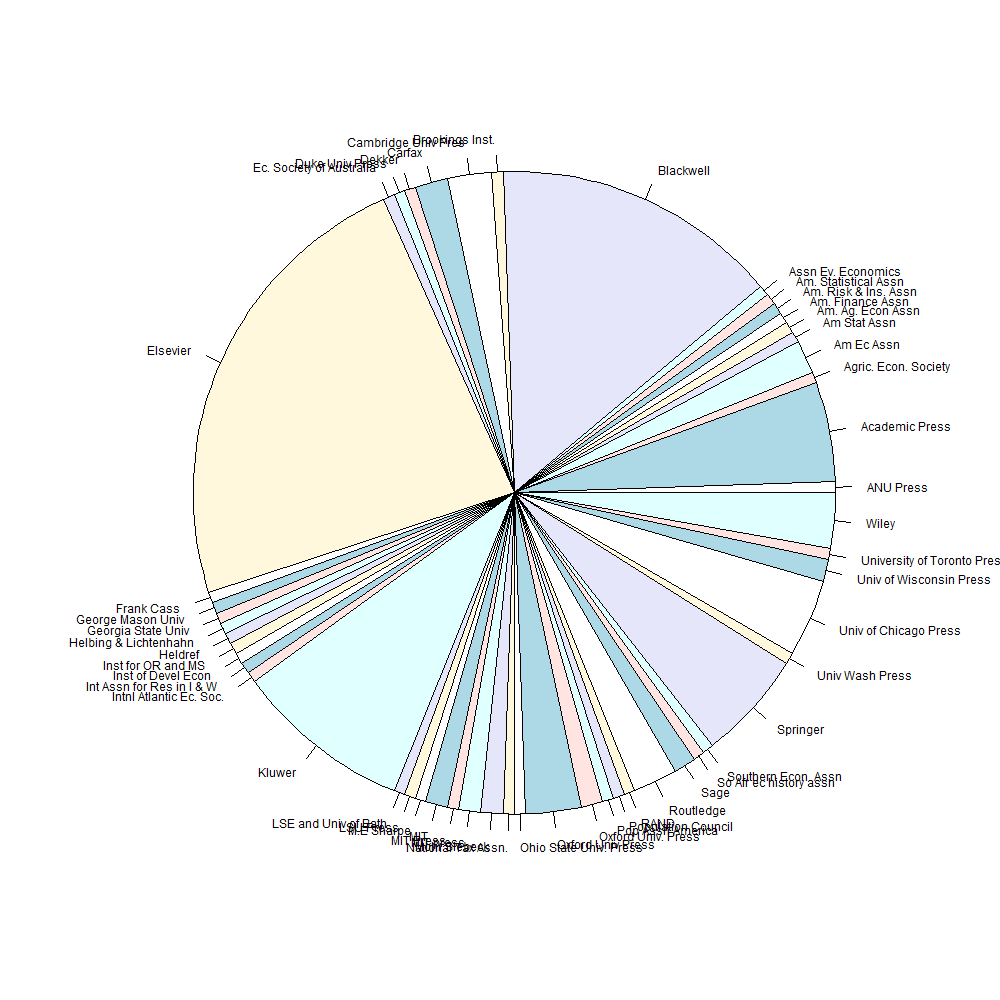 Brookings Inst.
Cambridge Univ Pres
Carfax
Dekker
Duke Univ Press
Ec. Society of Australia
Blackwell
Assn Ev. Economics
Am. Statistical Assn
Am. Risk & Ins. Assn
Am. Finance Assn
Am. Ag. Econ Assn
Am Stat Assn
Am Ec Assn
Elsevier
Agric. Econ. Society
Academic Press
ANU Press
Wiley
University of Toronto Pres
Univ of Wisconsin Press
Frank Cass
George Mason Univ
Georgia State Univ
Helbing & Lichtenhahn
Heldref
Inst for OR and MS
Inst of Devel Econ
Int Assn for Res in I & W
Intnl Atlantic Ec. Soc.
Univ of Chicago Press
Univ Wash Press
Springer
Kluwer
Southern Econ. Assn
So Afr ec history assn
Sage
Routledge
LSE and Univ of Bath
M.E Sharpe
MIT
National Tax Assn.
Ohio State Univ. Press
Oxford Univ Press
Oxford Univ. Press
Population Council
RAND